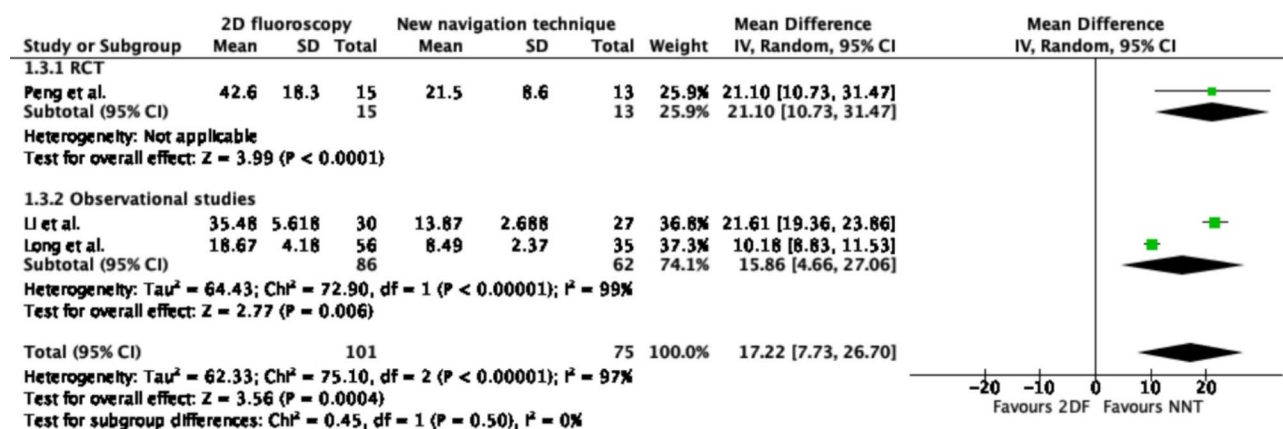 2D fluoroscopy New navigation technique Mean Difference Mean Difference
Study or Subgroup Mean SD Total Mean SD Total Weight IV, Random, 95% CI IV, Random, 95% CI
1.3.1 RCT
Peng et al. 42.6 18.3 15 21.5 8.6 13 25.9% 21.10 [10.73, 31.47]
Subtotal (95% CI) 15 13 25.9% 21.10 [10.73, 31.47]
Heterogeneity: Not applicable
Test for overall effect: Z = 3.99 (P < 0.0001)
1.3.2 Observational studies
Li et al. 35.48 5.618 30 13.87 2.688 27 36.8% 21.61 [19.36, 23.86]
Long et al. 18.67 4.18 56 8.49 2.37 35 37.3% 10.18 [8.83, 11.53]
Subtotal (95% CI) 86 62 74.1% 15.86 [4.66, 27.06]
Heterogeneity: Tau² = 64.43; Chi² = 72.90, df = 1 (P < 0.00001); I² = 99%
Test for overall effect: Z = 2.77 (P = 0.006)
Total (95% CI) 101 75 100.0% 17.22 [7.73, 26.70]
Heterogeneity: Tau² = 62.33; Chi² = 75.10, df = 2 (P < 0.00001); I² = 97%
Test for overall effect: Z = 3.56 (P = 0.0004)
Test for subgroup differences: Chi² = 0.45, df = 1 (P = 0.50), I² = 0%
-20 -10 0 10 20
Favours 2DF Favours NNT